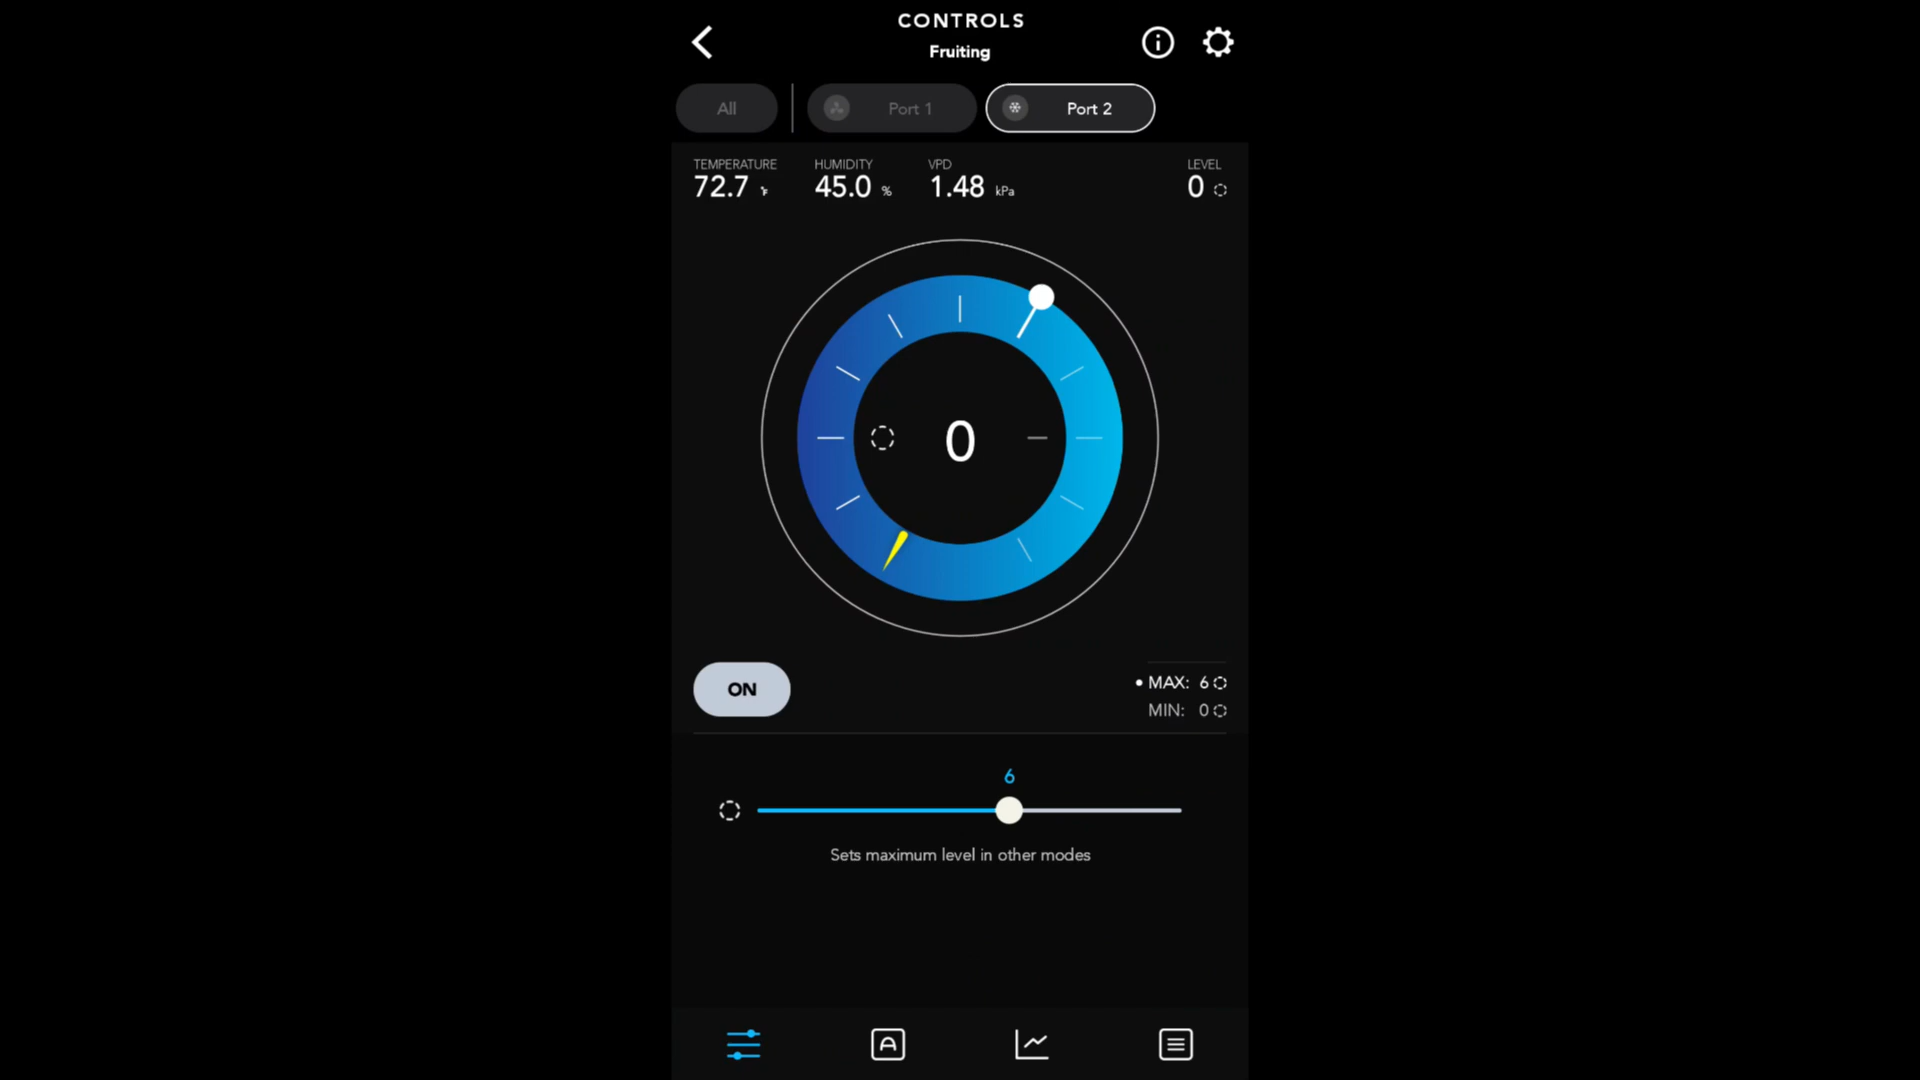 CONTROLS
Fruiting
All
Port 1
Port 2
TEMPERATURE HUMIDITY VPD LEVEL
72.7 °F 45.0 % 1.48 kPa 0
0
ON
• MAX: 6
MIN: 0
6
Sets maximum level in other modes